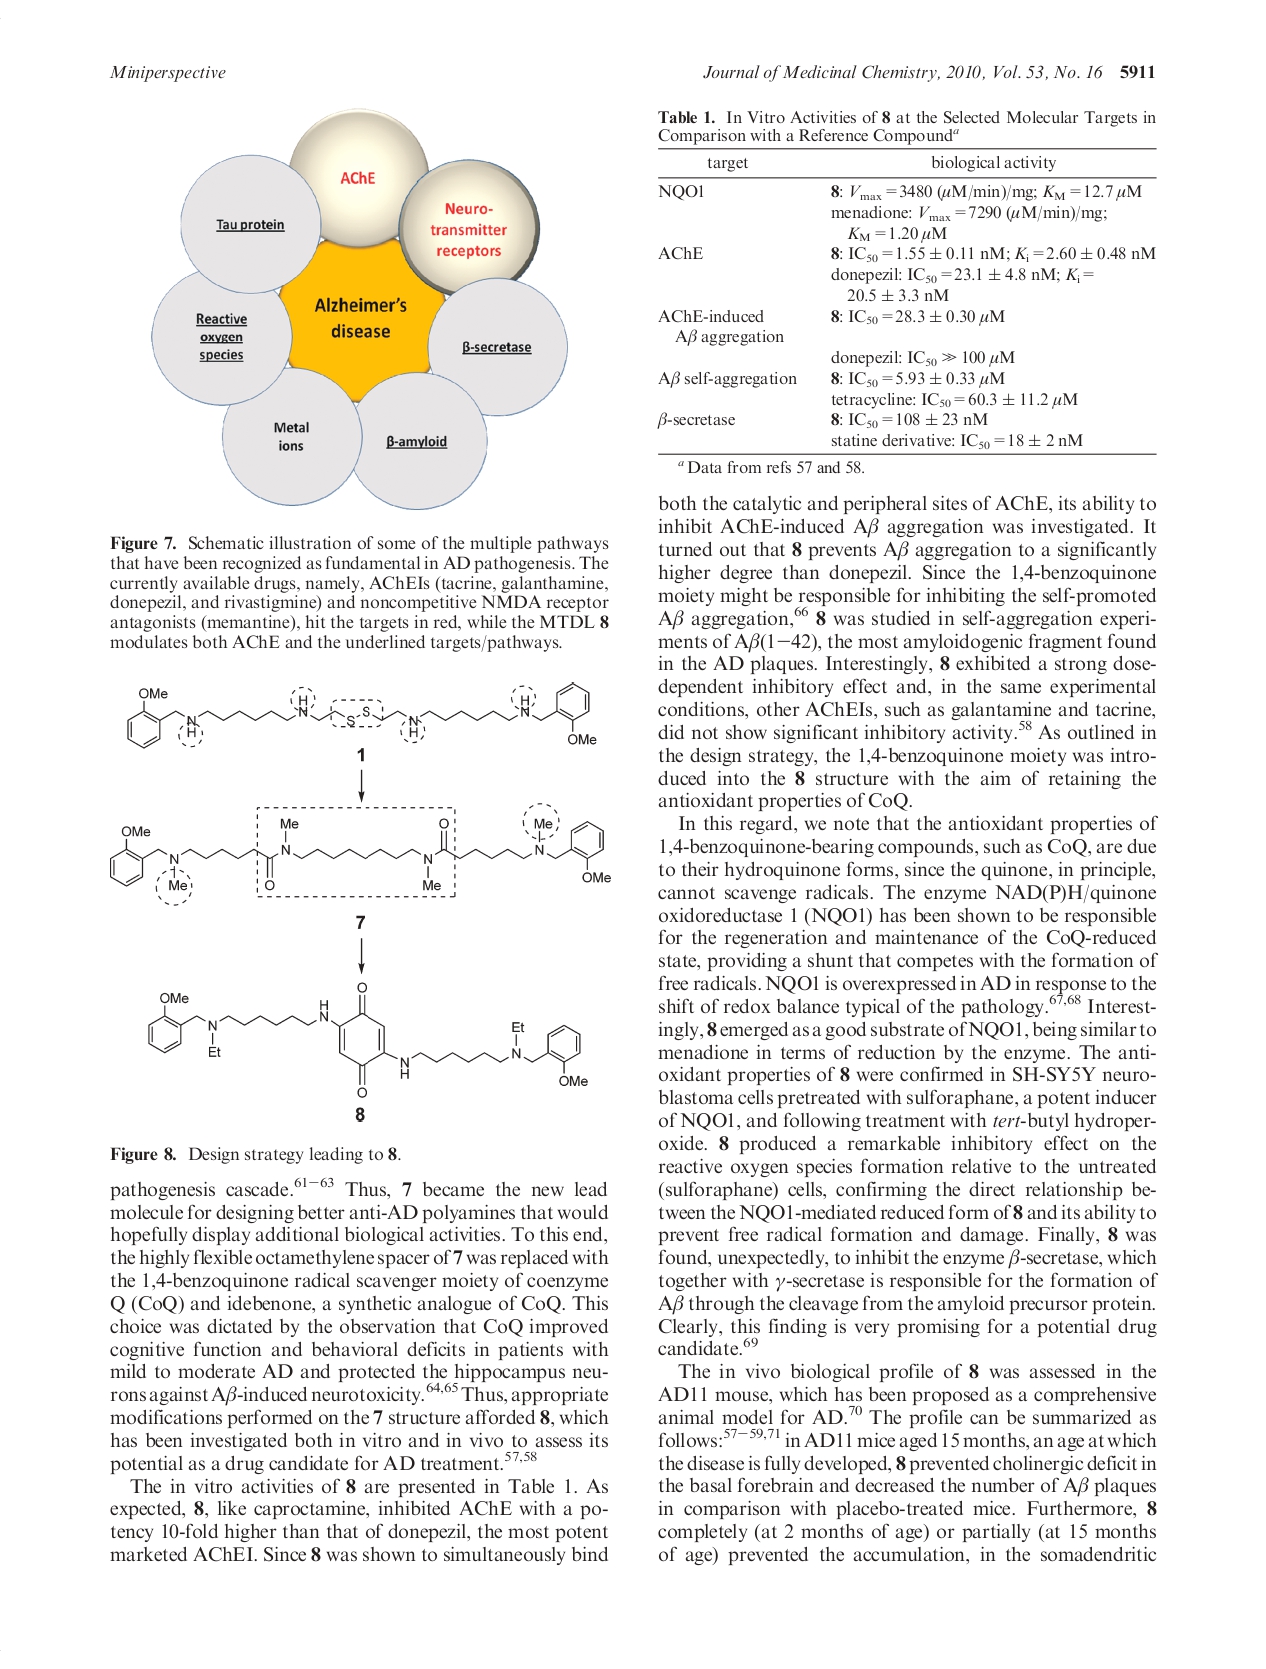 Miniperspective
Journal of Medicinal Chemistry, 2010, Vol. 53, No. 16 5911
AChE
Neuro-
transmitter
receptors
Tau protein
Alzheimer's
disease
Reactive
oxygen
species
β-secretase
Metal
ions
β-amyloid
Figure 7. Schematic illustration of some of the multiple pathways
that have been recognized as fundamental in AD pathogenesis. The
currently available drugs, namely, AChEIs (tacrine, galanthamine,
donepezil, and rivastigmine) and noncompetitive NMDA receptor
antagonists (memantine), hit the targets in red, while the MTDL 8
modulates both AChE and the underlined targets/pathways.
OMe
N
H
H
N
S
S
N
H
H
N
OMe
1
OMe
N
Me
O
Me
N
O
N
Me
Me
N
OMe
7
OMe
N
Et
H
N
O
O
N
H
Et
N
OMe
8
Figure 8. Design strategy leading to 8.
pathogenesis cascade.61−63 Thus, 7 became the new lead
molecule for designing better anti-AD polyamines that would
hopefully display additional biological activities. To this end,
the highly flexible octamethylene spacer of 7 was replaced with
the 1,4-benzoquinone radical scavenger moiety of coenzyme
Q (CoQ) and idebenone, a synthetic analogue of CoQ. This
choice was dictated by the observation that CoQ improved
cognitive function and behavioral deficits in patients with
mild to moderate AD and protected the hippocampus neu-
rons against Aβ-induced neurotoxicity.64,65 Thus, appropriate
modifications performed on the 7 structure afforded 8, which
has been investigated both in vitro and in vivo to assess its
potential as a drug candidate for AD treatment.57,58
The in vitro activities of 8 are presented in Table 1. As
expected, 8, like caproctamine, inhibited AChE with a po-
tency 10-fold higher than that of donepezil, the most potent
marketed AChEI. Since 8 was shown to simultaneously bind
Table 1. In Vitro Activities of 8 at the Selected Molecular Targets in
Comparison with a Reference Compound^a
target biological activity
NQO1 8: Vmax = 3480 (μM/min)/mg; KM = 12.7 μM
menadione: Vmax = 7290 (μM/min)/mg;
KM = 1.20 μM
AChE 8: IC50 = 1.55 ± 0.11 nM; Ki = 2.60 ± 0.48 nM
donepezil: IC50 = 23.1 ± 4.8 nM; Ki =
20.5 ± 3.3 nM
AChE-induced 8: IC50 = 28.3 ± 0.30 μM
Aβ aggregation
donepezil: IC50 ≫ 100 μM
Aβ self-aggregation 8: IC50 = 5.93 ± 0.33 μM
tetracycline: IC50 = 60.3 ± 11.2 μM
β-secretase 8: IC50 = 108 ± 23 nM
statine derivative: IC50 = 18 ± 2 nM
^a Data from refs 57 and 58.
both the catalytic and peripheral sites of AChE, its ability to
inhibit AChE-induced Aβ aggregation was investigated. It
turned out that 8 prevents Aβ aggregation to a significantly
higher degree than donepezil. Since the 1,4-benzoquinone
moiety might be responsible for inhibiting the self-promoted
Aβ aggregation,66 8 was studied in self-aggregation experi-
ments of Aβ(1−42), the most amyloidogenic fragment found
in the AD plaques. Interestingly, 8 exhibited a strong dose-
dependent inhibitory effect and, in the same experimental
conditions, other AChEIs, such as galantamine and tacrine,
did not show significant inhibitory activity.58 As outlined in
the design strategy, the 1,4-benzoquinone moiety was intro-
duced into the 8 structure with the aim of retaining the
antioxidant properties of CoQ.
In this regard, we note that the antioxidant properties of
1,4-benzoquinone-bearing compounds, such as CoQ, are due
to their hydroquinone forms, since the quinone, in principle,
cannot scavenge radicals. The enzyme NAD(P)H/quinone
oxidoreductase 1 (NQO1) has been shown to be responsible
for the regeneration and maintenance of the CoQ-reduced
state, providing a shunt that competes with the formation of
free radicals. NQO1 is overexpressed in AD in response to the
shift of redox balance typical of the pathology.67,68 Interest-
ingly, 8 emerged as a good substrate of NQO1, being similar to
menadione in terms of reduction by the enzyme. The anti-
oxidant properties of 8 were confirmed in SH-SY5Y neuro-
blastoma cells pretreated with sulforaphane, a potent inducer
of NQO1, and following treatment with tert-butyl hydroper-
oxide. 8 produced a remarkable inhibitory effect on the
reactive oxygen species formation relative to the untreated
(sulforaphane) cells, confirming the direct relationship be-
tween the NQO1-mediated reduced form of 8 and its ability to
prevent free radical formation and damage. Finally, 8 was
found, unexpectedly, to inhibit the enzyme β-secretase, which
together with γ-secretase is responsible for the formation of
Aβ through the cleavage from the amyloid precursor protein.
Clearly, this finding is very promising for a potential drug
candidate.69
The in vivo biological profile of 8 was assessed in the
AD11 mouse, which has been proposed as a comprehensive
animal model for AD.70 The profile can be summarized as
follows:57−59,71 in AD11 mice aged 15 months, an age at which
the disease is fully developed, 8 prevented cholinergic deficit in
the basal forebrain and decreased the number of Aβ plaques
in comparison with placebo-treated mice. Furthermore, 8
completely (at 2 months of age) or partially (at 15 months
of age) prevented the accumulation, in the somadendritic